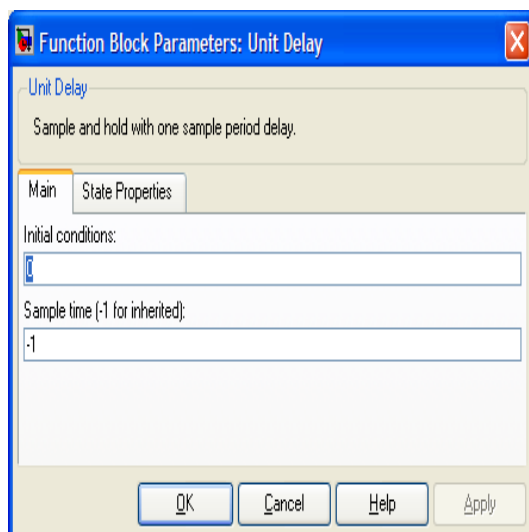 Function Block Parameters: Unit Delay
Unit Delay
Sample and hold with one sample period delay.
Main State Properties
Initial conditions:
0
Sample time (-1 for inherited):
-1
OK Cancel Help Apply